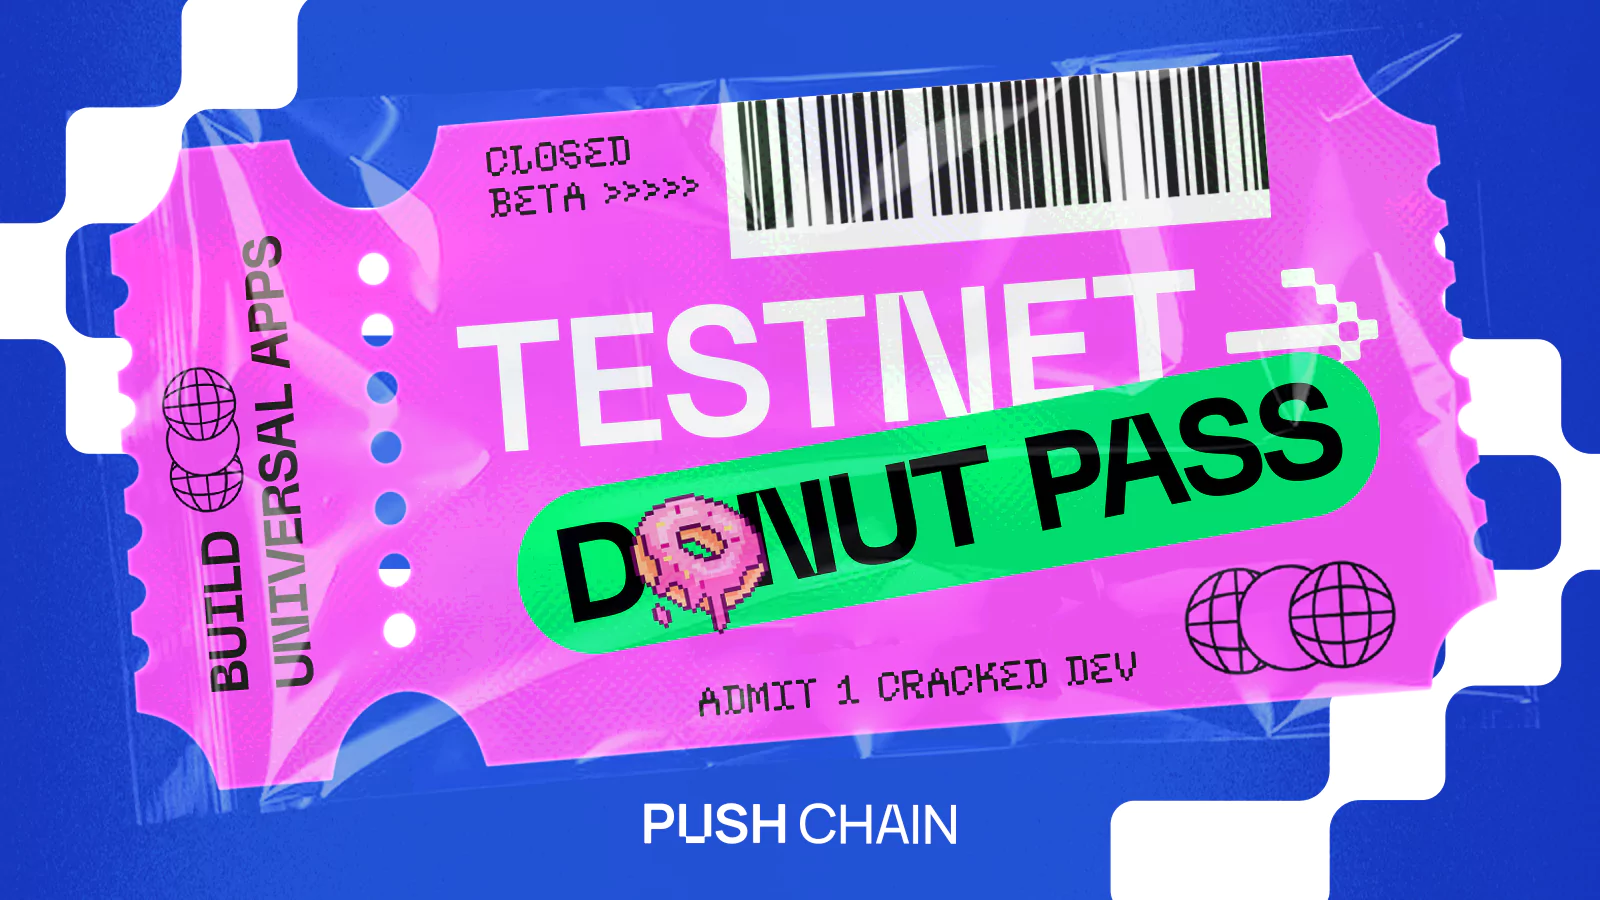 CLOSED
BETA >>>>>
TESTNET
DONUT PASS
ADMIT 1 CRACKED DEV
BUILD
UNIVERSAL APPS
PUSH CHAIN